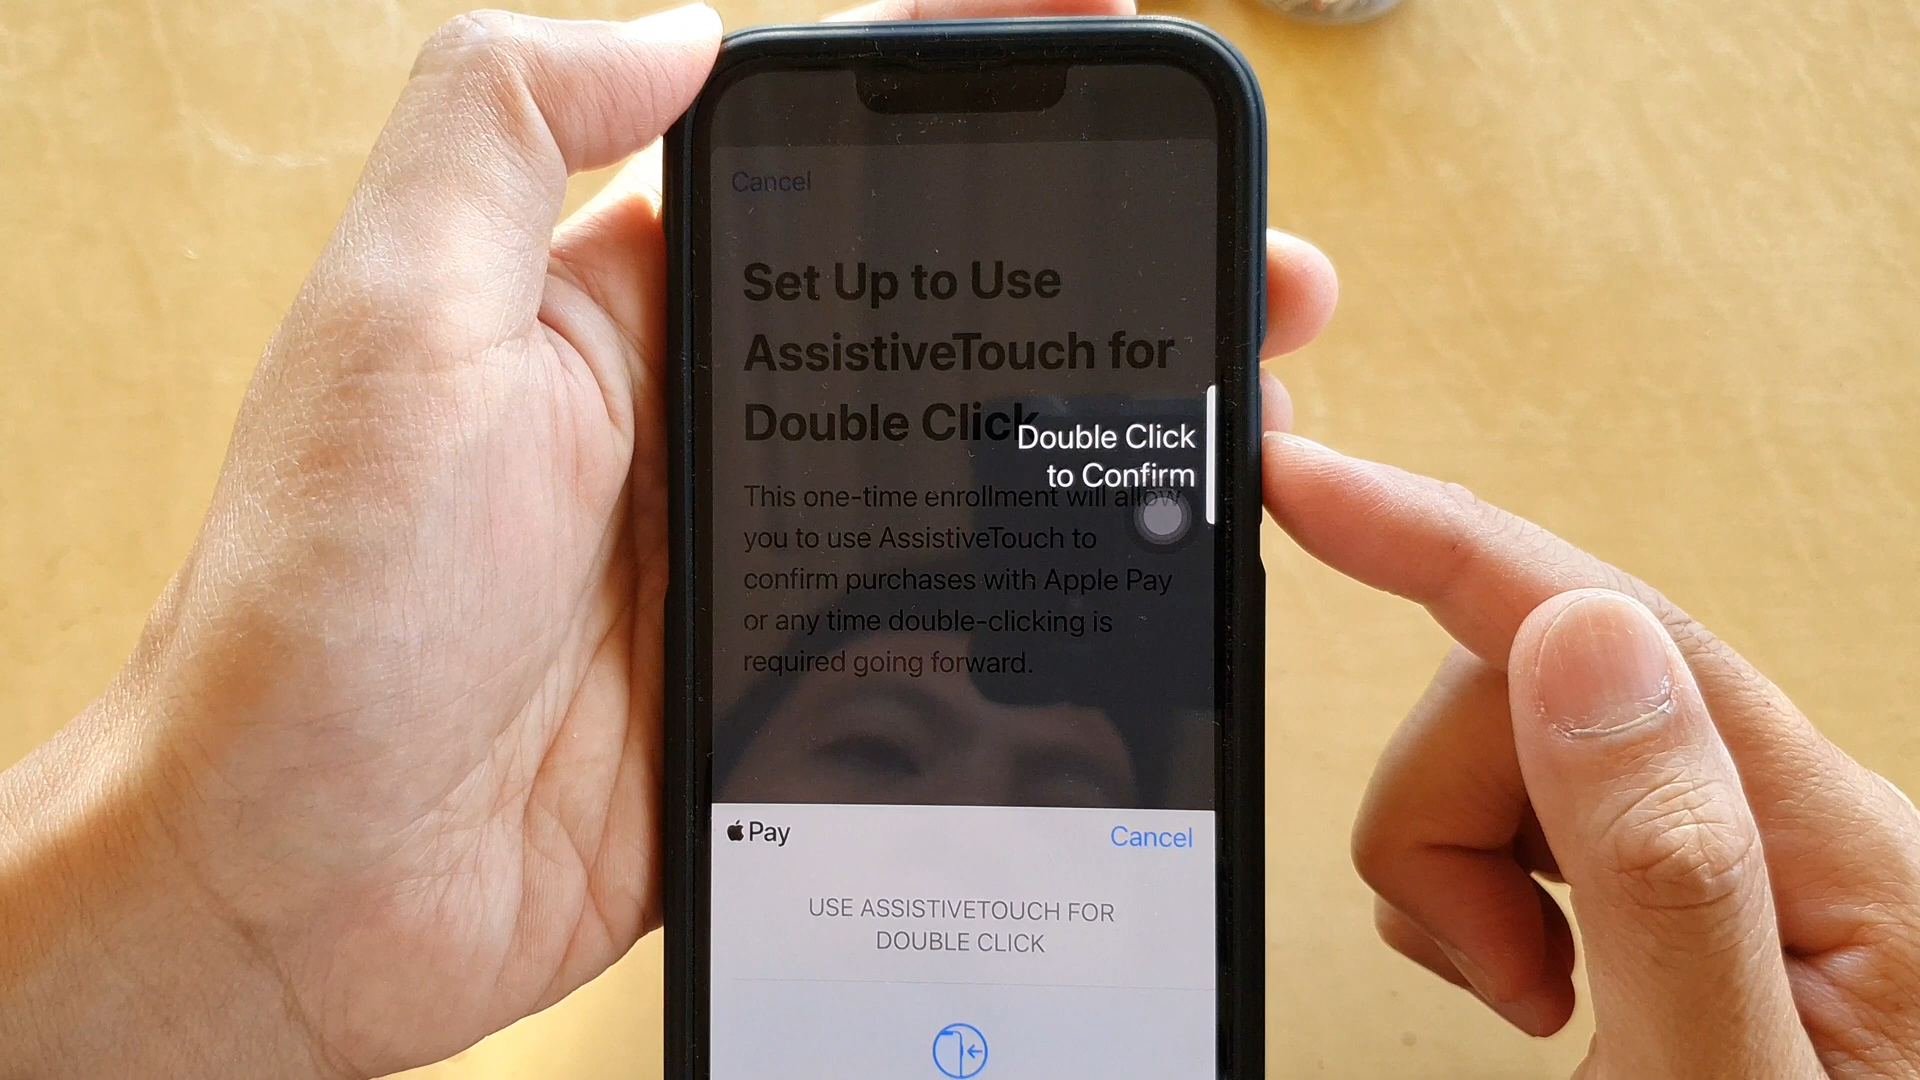 Cancel
Set Up to Use
AssistiveTouch for
Double Click
Double Click
to Confirm
This one-time enrollment will allow
you to use AssistiveTouch to
confirm purchases with Apple Pay
or any time double-clicking is
required going forward.
Pay
Cancel
USE ASSISTIVETOUCH FOR
DOUBLE CLICK